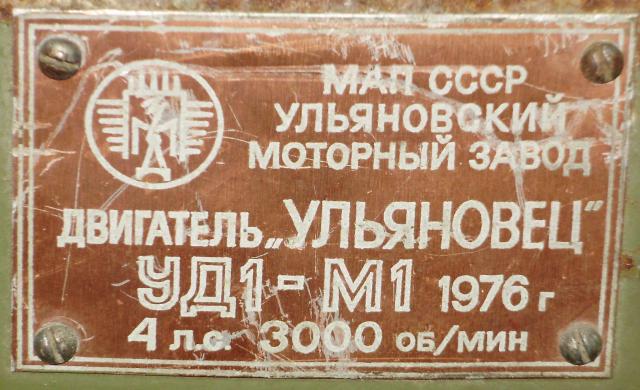 МАП СССР
УЛЬЯНОВСКИЙ
МОТОРНЫЙ ЗАВОД
ДВИГАТЕЛЬ „УЛЬЯНОВЕЦ"
УД1-М1 1976 г
4 л.с. 3000 ОБ/МИН